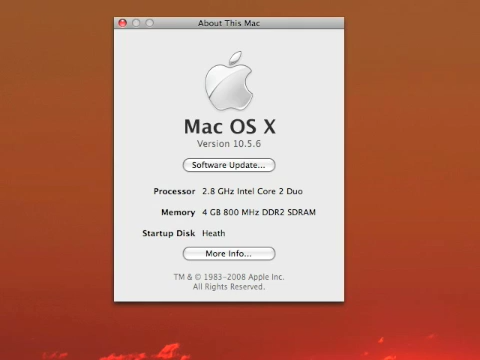 About This Mac
Mac OS X
Version 10.5.6
Software Update...
Processor 2.8 GHz Intel Core 2 Duo
Memory 4 GB 800 MHz DDR2 SDRAM
Startup Disk Heath
More Info...
TM & © 1983-2008 Apple Inc.
All Rights Reserved.